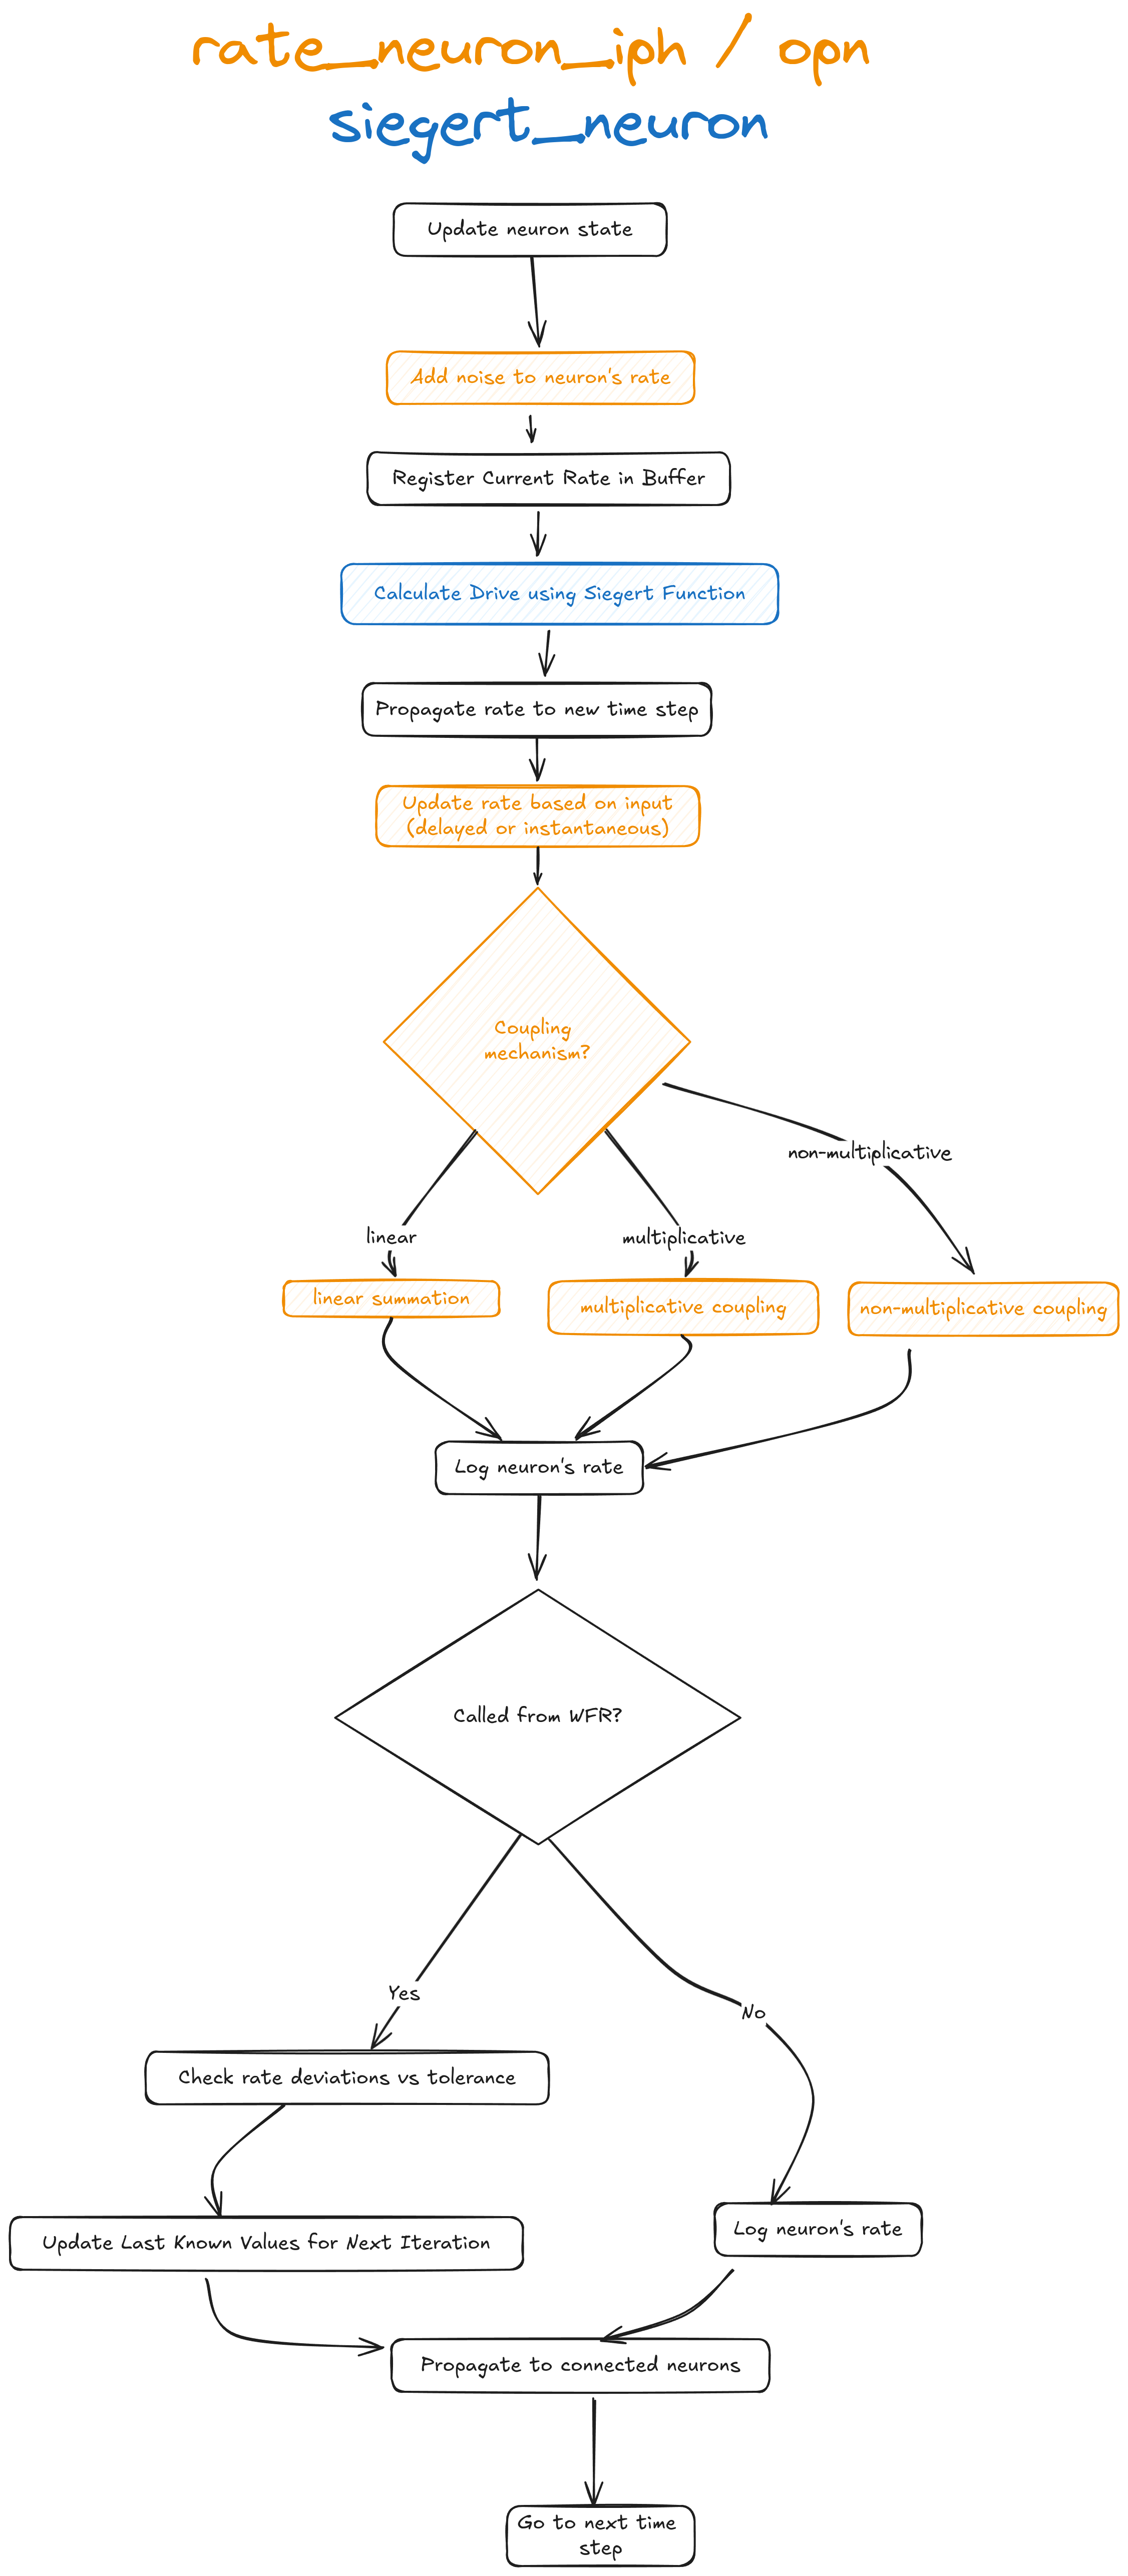 rate_neuron_iph / opn
siegert_neuron
Update neuron state
Add noise to neuron's rate
Register Current Rate in Buffer
Calculate Drive using Siegert Function
Propagate rate to new time step
Update rate based on input
(delayed or instantaneous)
Coupling
mechanism?
non-multiplicative
linear
multiplicative
linear summation
multiplicative coupling
non-multiplicative coupling
Log neuron's rate
Called from WFR?
Yes
No
Check rate deviations vs tolerance
Log neuron's rate
Update Last Known Values for Next Iteration
Propagate to connected neurons
Go to next time
step